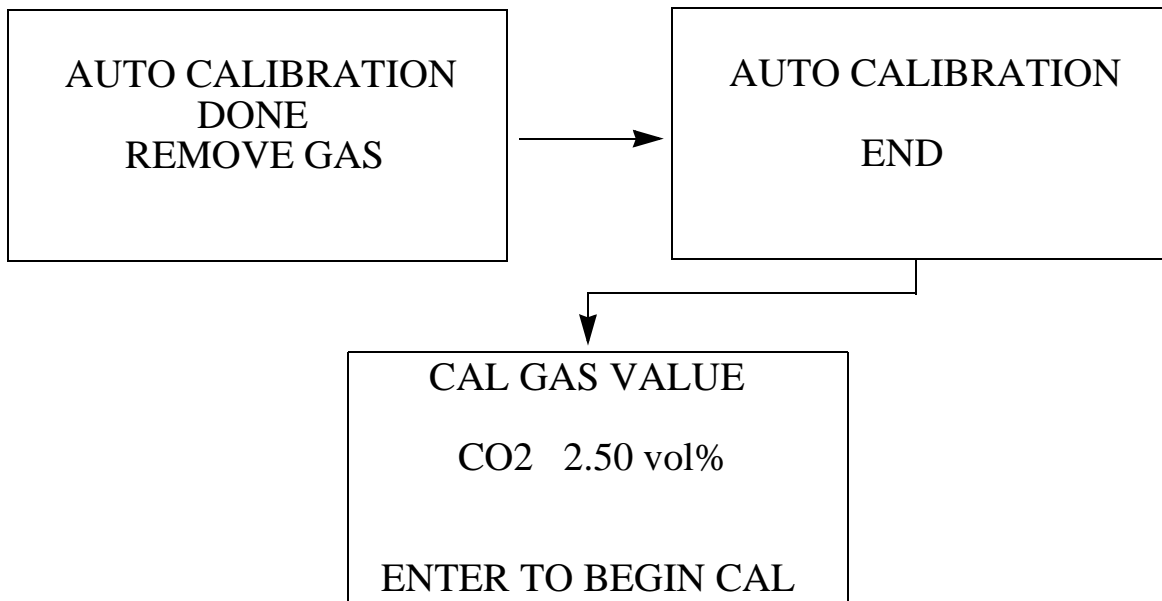 AUTO CALIBRATION
DONE
REMOVE GAS
AUTO CALIBRATION
END
CAL GAS VALUE
CO2 2.50 vol%
ENTER TO BEGIN CAL